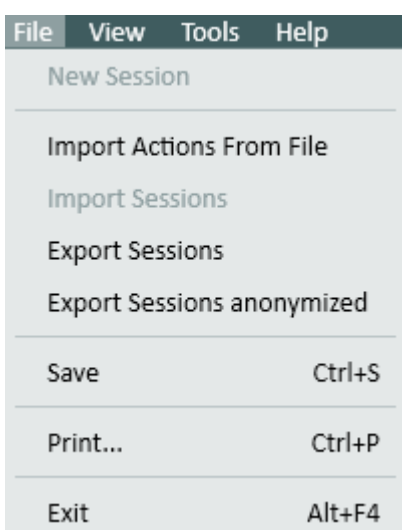 File View Tools Help
New Session
Import Actions From File
Import Sessions
Export Sessions
Export Sessions anonymized
Save Ctrl+S
Print... Ctrl+P
Exit Alt+F4